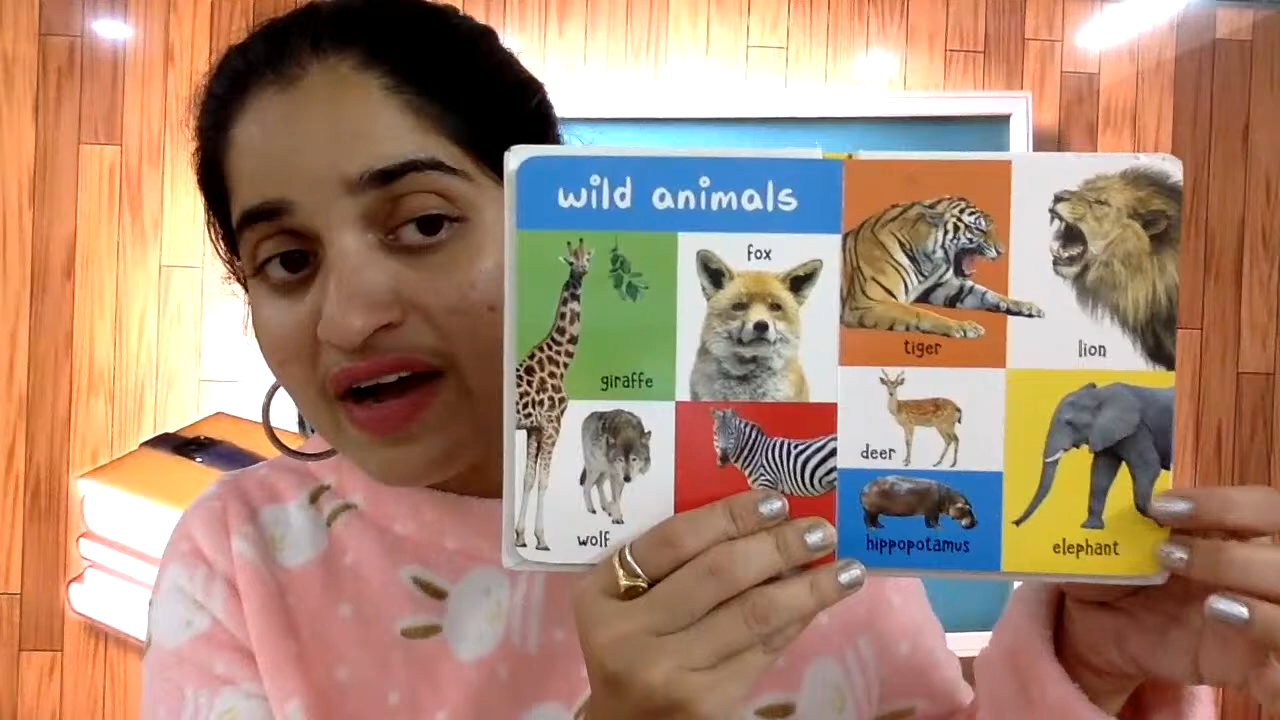 wild animals
giraffe
fox
wolf
tiger
lion
deer
hippopotamus
elephant